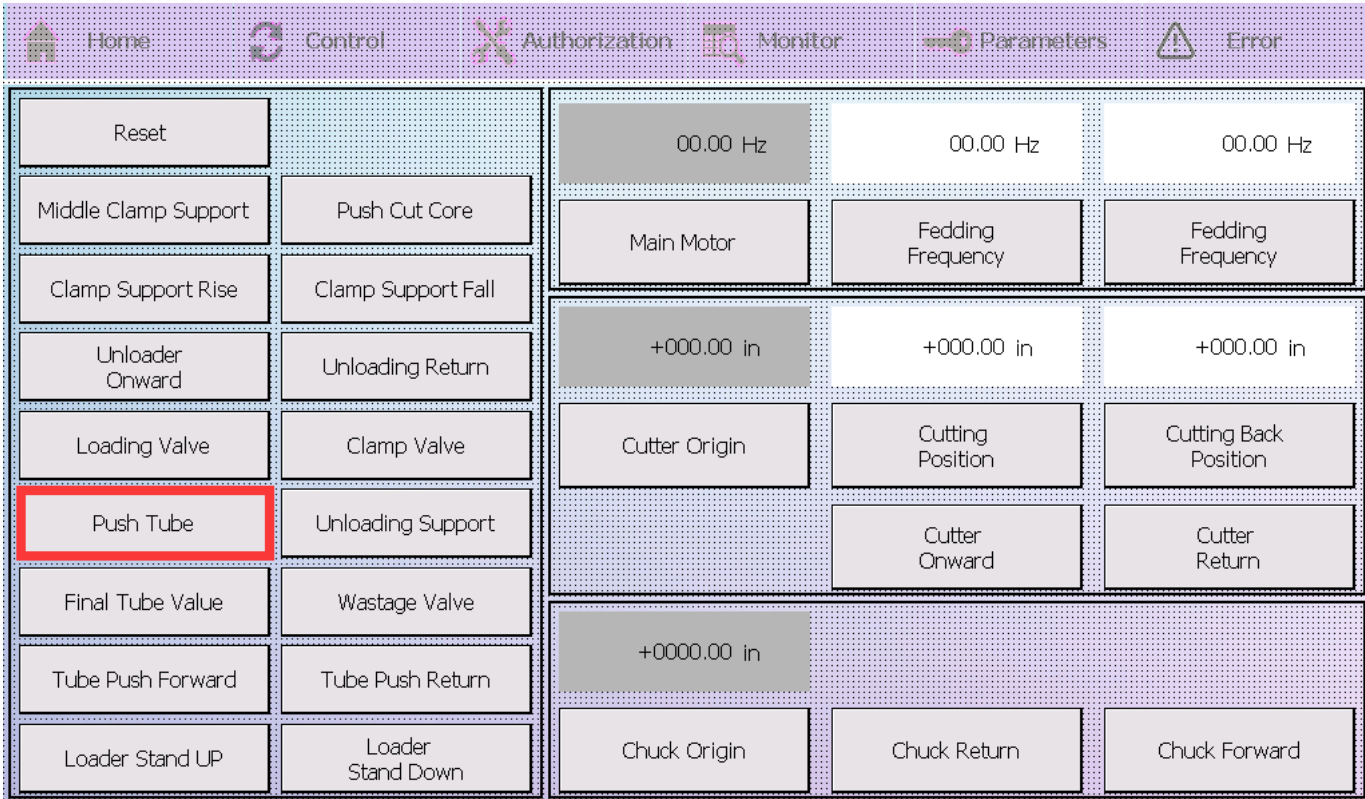 Home Control Authorization Monitor Parameters Error
Reset
Middle Clamp Support Push Cut Core
Clamp Support Rise Clamp Support Fall
Unloader
Onward
Unloading Return
Loading Valve Clamp Valve
Push Tube Unloading Support
Final Tube Value Wastage Valve
Tube Push Forward Tube Push Return
Loader Stand UP
Loader
Stand Down
00.00 Hz 00.00 Hz 00.00 Hz
Main Motor
Fedding
Frequency
Fedding
Frequency
+000.00 in +000.00 in +000.00 in
Cutter Origin
Cutting
Position
Cutting Back
Position
Cutter
Onward
Cutter
Return
+0000.00 in
Chuck Origin Chuck Return Chuck Forward